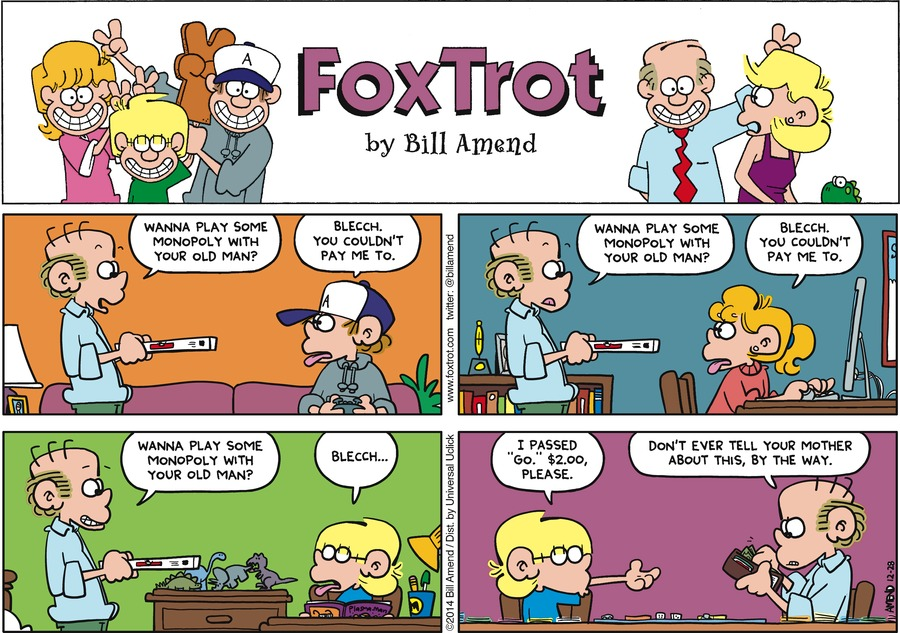 A
FOXTROT
by Bill Amend
WANNA PLAY SOME
MONOPOLY WITH
YOUR OLD MAN?
BLECCH.
YOU COULDN'T
PAY ME TO.
A
www.foxtrot.com twitter: @billamend
WANNA PLAY SOME
MONOPOLY WITH
YOUR OLD MAN?
BLECCH.
YOU COULDN'T
PAY ME TO.
WANNA PLAY SOME
MONOPOLY WITH
YOUR OLD MAN?
BLECCH...
©2014 Bill Amend / Dist. by Universal Uclick
I PASSED
"GO." $2.00,
PLEASE.
DON'T EVER TELL YOUR MOTHER
ABOUT THIS, BY THE WAY.
AMEND 12-28